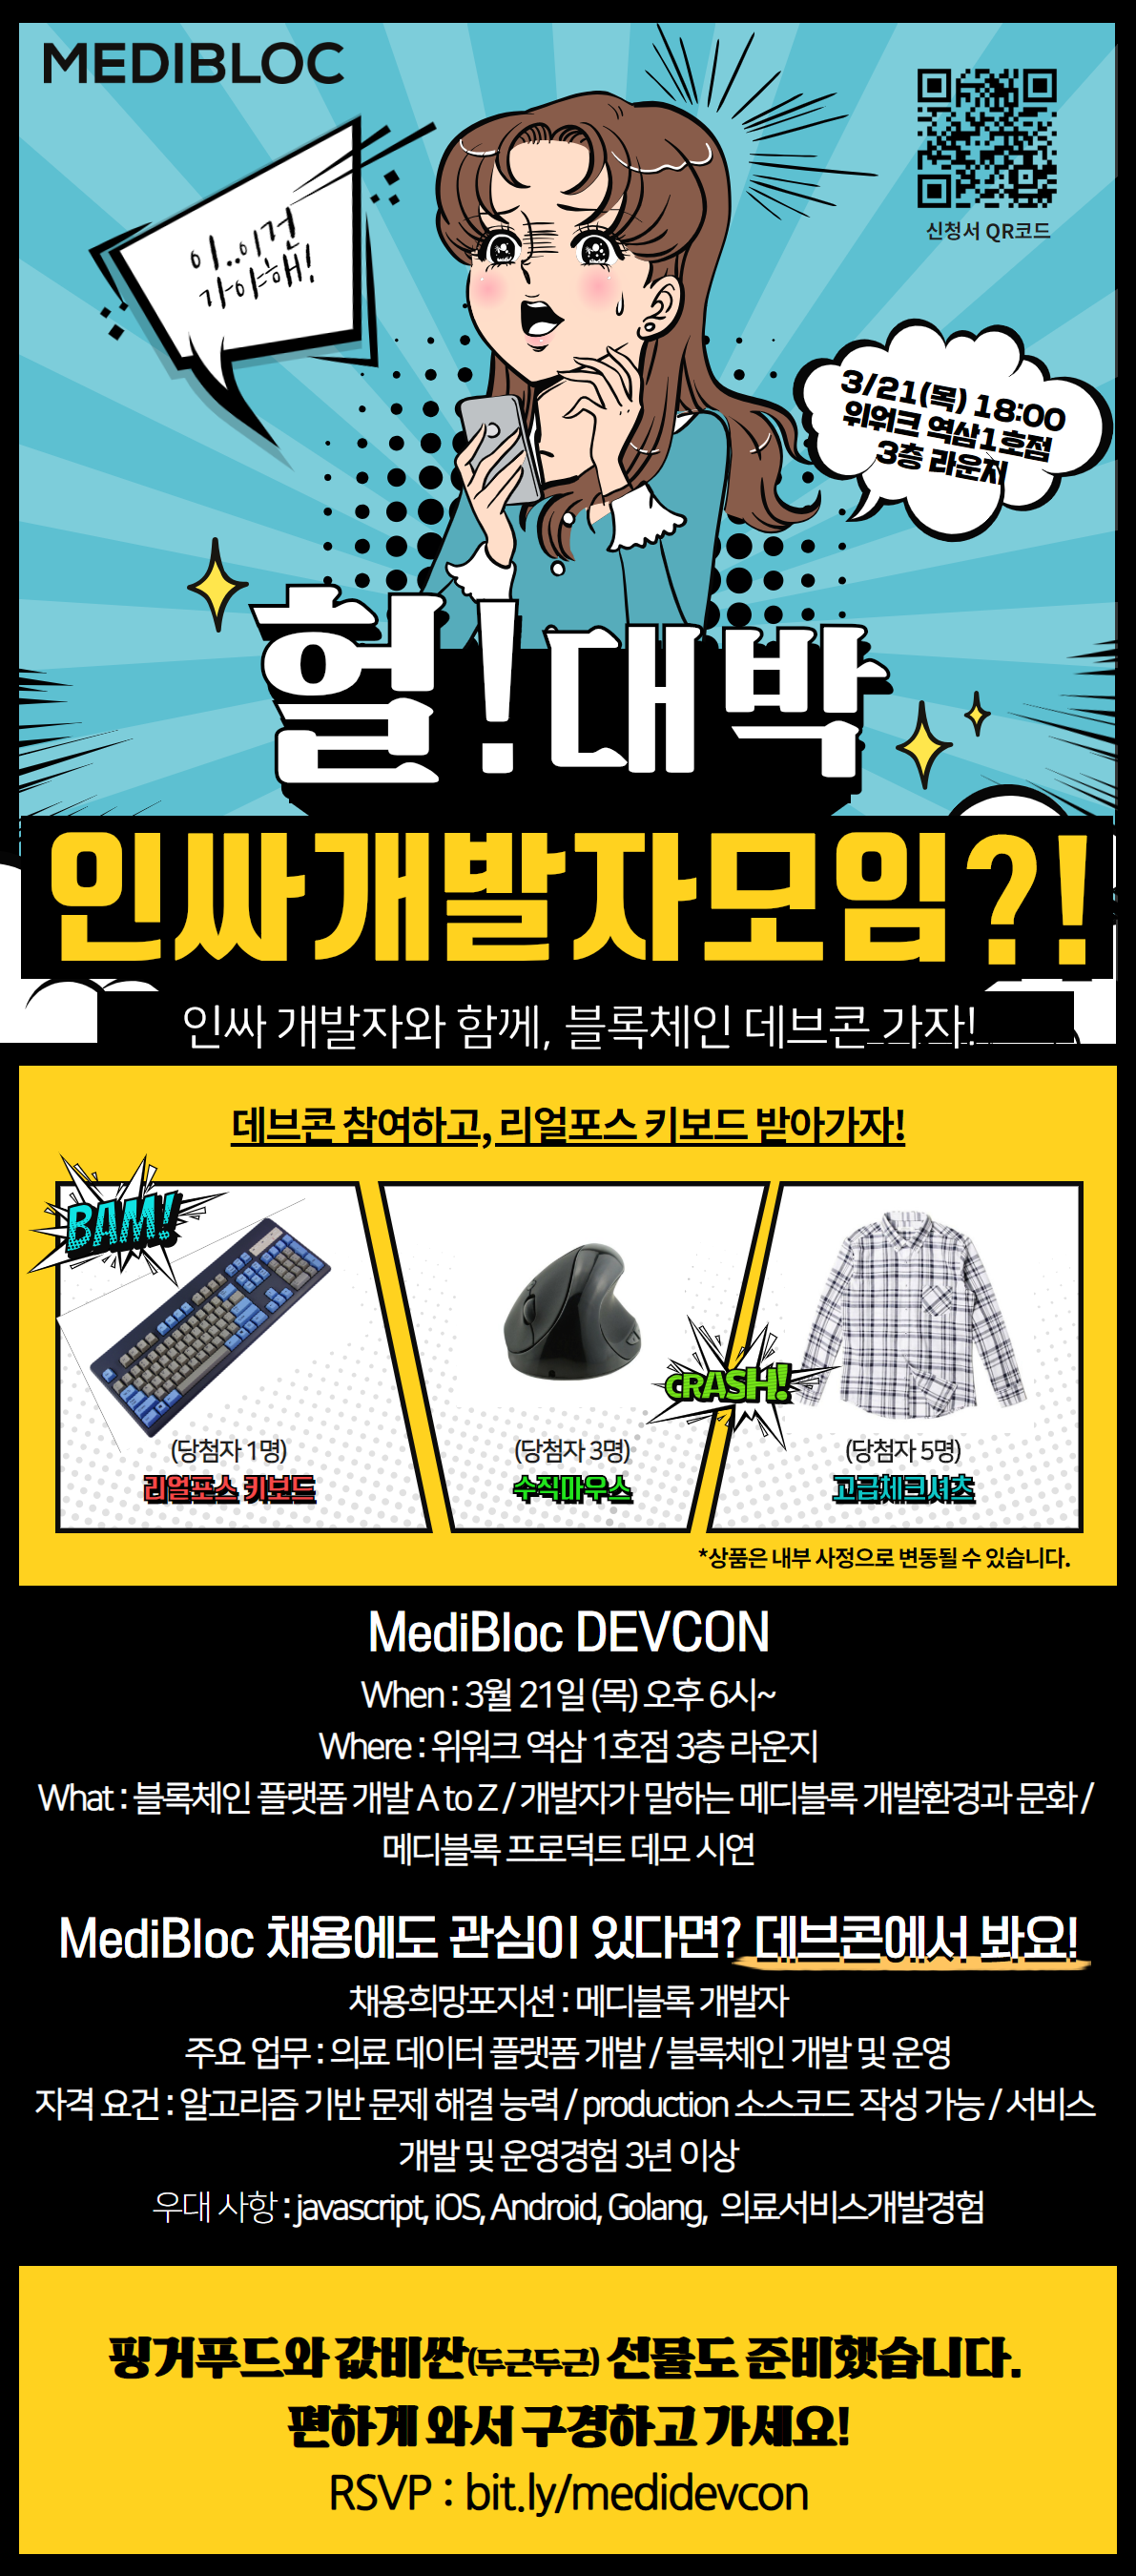 MEDIBLOC
신청서 QR코드
이..이건
가야해!
3/21(목) 18:00
위워크 역삼1호점
3층 라운지
헐!대박
인싸개발자모임?!
인싸 개발자와 함께, 블록체인 데브콘 가자!
데브콘 참여하고, 리얼포스 키보드 받아가자!
BAM!
CRASH!
(당첨자 1명)
리얼포스 키보드
(당첨자 3명)
수직마우스
(당첨자 5명)
고급체크셔츠
*상품은 내부 사정으로 변동될 수 있습니다.
MediBloc DEVCON
When : 3월 21일 (목) 오후 6시~
Where : 위워크 역삼 1호점 3층 라운지
What : 블록체인 플랫폼 개발 A to Z / 개발자가 말하는 메디블록 개발환경과 문화 /
메디블록 프로덕트 데모 시연
MediBloc 채용에도 관심이 있다면? 데브콘에서 봐요!
채용희망포지션 : 메디블록 개발자
주요 업무 : 의료 데이터 플랫폼 개발 / 블록체인 개발 및 운영
자격 요건 : 알고리즘 기반 문제 해결 능력 / production 소스코드 작성 가능 / 서비스
개발 및 운영경험 3년 이상
우대 사항 : javascript, iOS, Android, Golang, 의료서비스개발경험
핑거푸드와 값비싼(두근두근) 선물도 준비했습니다.
편하게 와서 구경하고 가세요!
RSVP : bit.ly/medidevcon